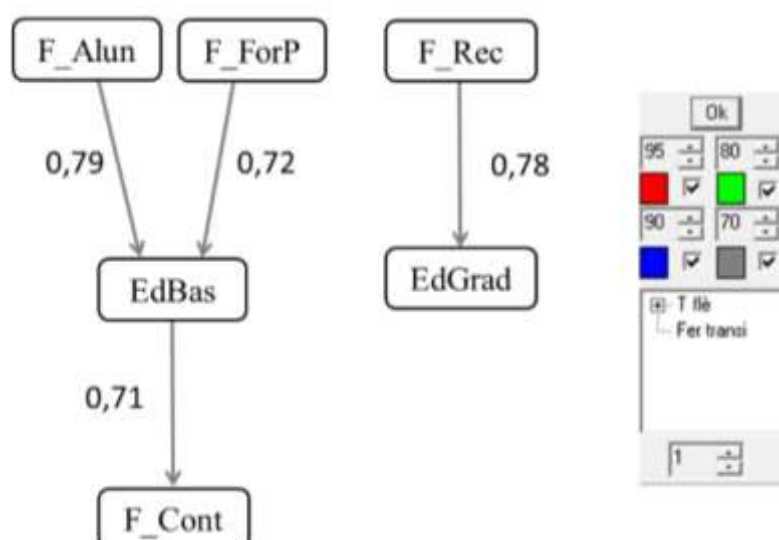 F_Alun F_ForP F_Rec
0,79 0,72 0,78
EdBas EdGrad
0,71
F_Cont
Ok
95 80
90 70
T flè
Fer transi
1